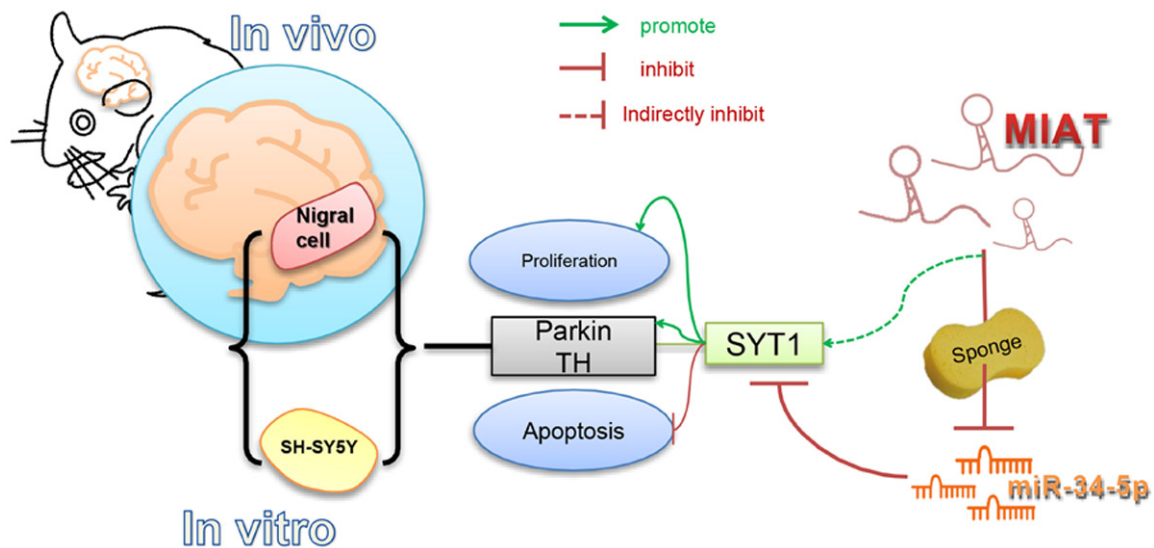 In vivo
promote
inhibit
Indirectly inhibit
MIAT
Nigral
cell
Proliferation
Parkin
TH
SYT1
Sponge
Apoptosis
SH-SY5Y
miR-34-5p
In vitro